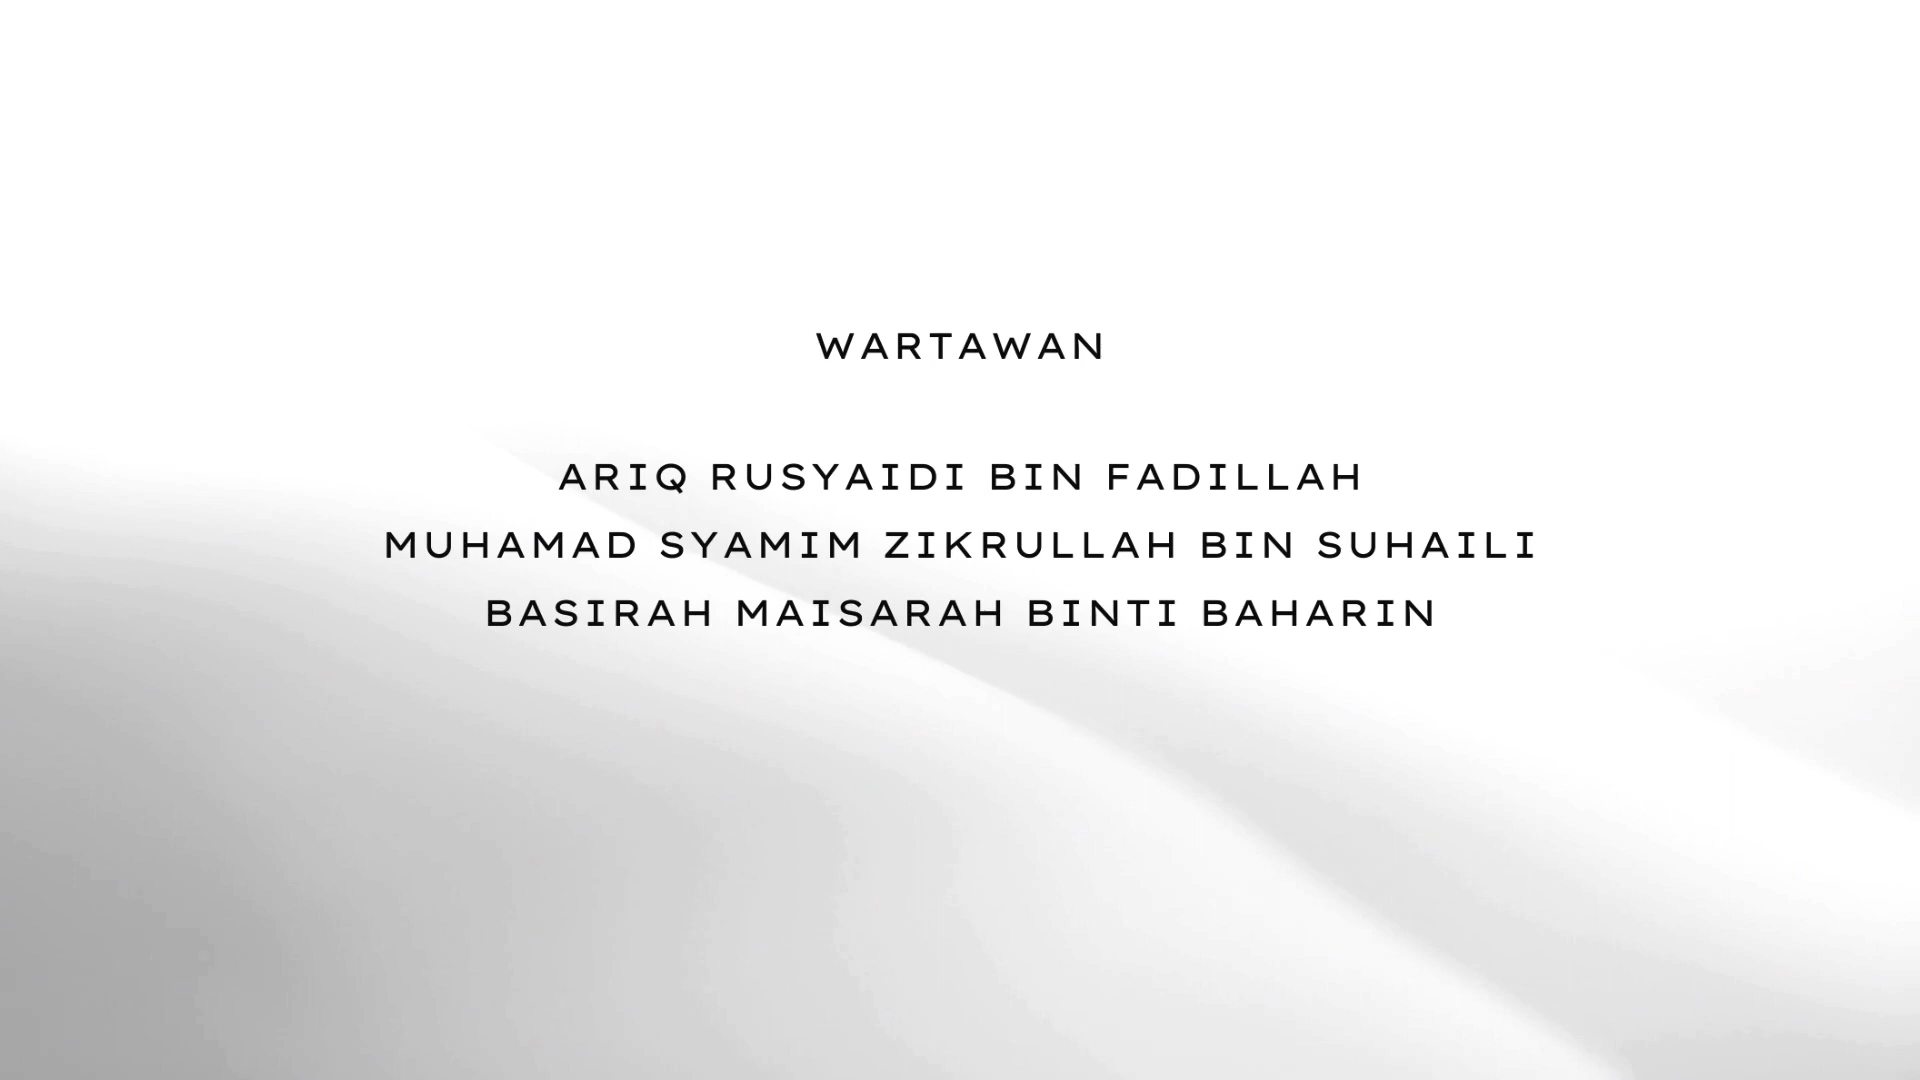 WARTAWAN
ARIQ RUSYAIDI BIN FADILLAH
MUHAMAD SYAMIM ZIKRULLAH BIN SUHAILI
BASIRAH MAISARAH BINTI BAHARIN